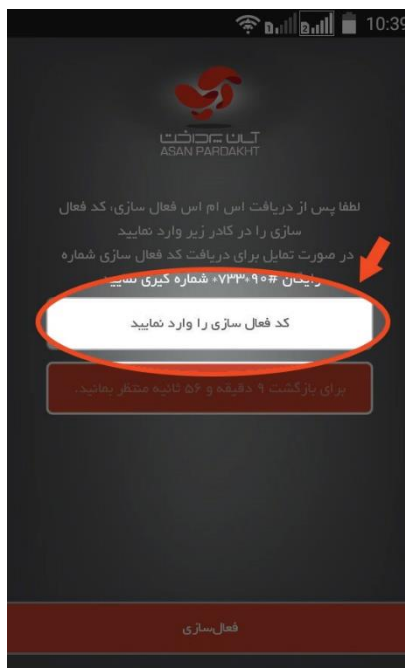 10:39
آسان پرداخت
ASAN PARDAKHT
لطفا پس از دریافت اس ام اس فعال سازی، کد فعال
سازی را در کادر زیر وارد نمایید
در صورت تمایل برای دریافت کد فعال سازی شماره
رایگان #۹۰*۷۳۳* شماره گیری نمایید
کد فعال سازی را وارد نمایید
برای بازگشت ۹ دقیقه و ۵۶ ثانیه منتظر بمانید.
فعال‌سازی